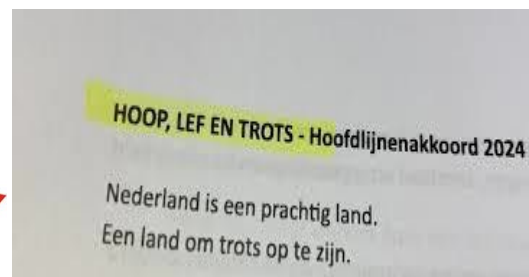 HOOP, LEF EN TROTS - Hoofdlijnenakkoord 2024
Nederland is een prachtig land.
Een land om trots op te zijn.